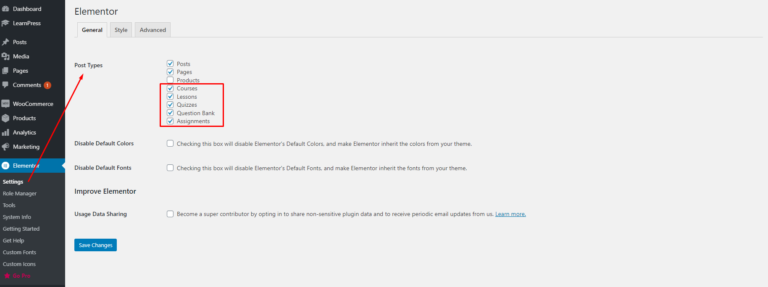 Dashboard
LearnPress
Posts
Media
Pages
Comments 1
WooCommerce
Products
Analytics
Marketing
Elementor
Settings
Role Manager
Tools
System Info
Getting Started
Get Help
Custom Fonts
Custom Icons
Elementor
General Style Advanced
Post Types
Posts
Pages
Products
Courses
Lessons
Quizzes
Question Bank
Assignments
Disable Default Colors Checking this box will disable Elementor's Default Colors, and make Elementor inherit the colors from your theme.
Disable Default Fonts Checking this box will disable Elementor's Default Fonts, and make Elementor inherit the fonts from your theme.
Improve Elementor
Usage Data Sharing Become a super contributor by opting in to share non-sensitive plugin data and to receive periodic email updates from us. Learn more.
Save Changes